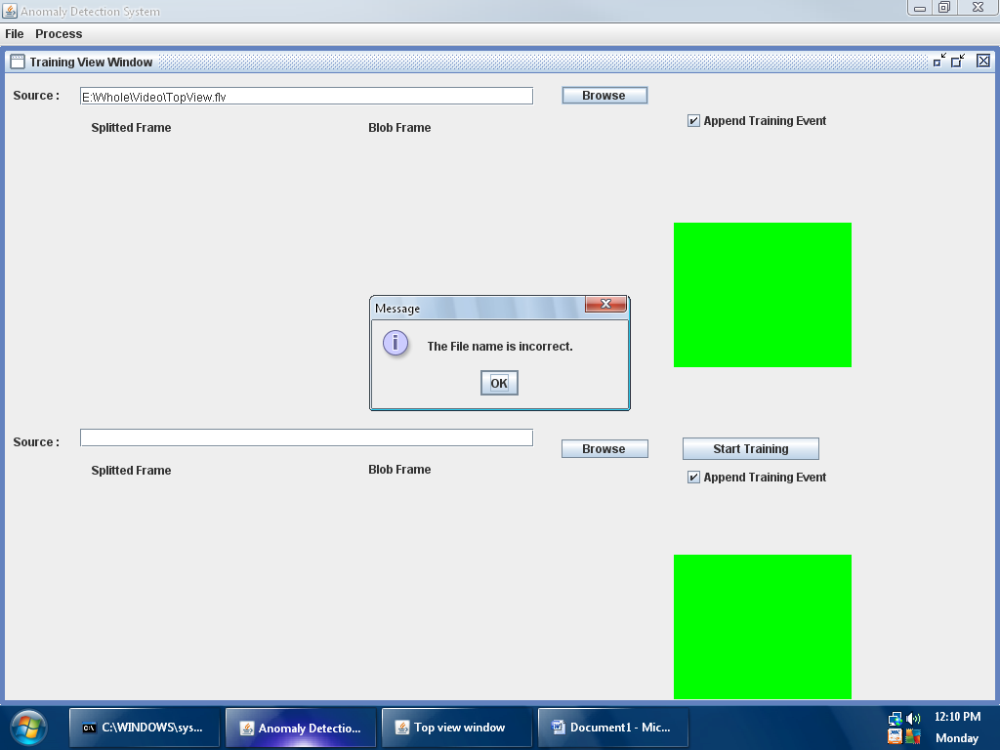 Anomaly Detection System
File Process
Training View Window
Source : E:\Whole\Video\TopView.flv Browse
Append Training Event
Splitted Frame Blob Frame
Message
The File name is incorrect.
OK
Source : Browse Start Training
Splitted Frame Blob Frame
Append Training Event
C:\WINDOWS\sys... Anomaly Detectio... Top view window Document1 - Mic... 12:10 PM
Monday